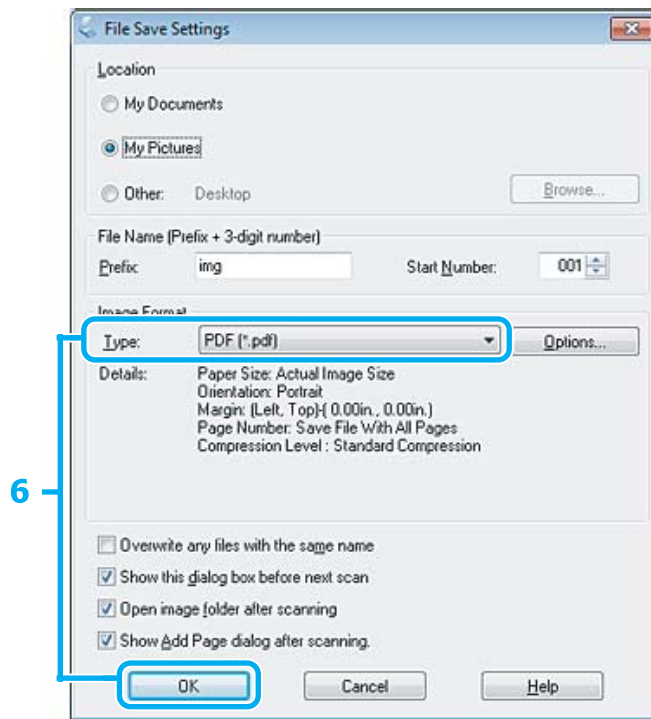 File Save Settings
Location
My Documents
My Pictures
Other: Desktop Browse...
File Name (Prefix + 3-digit number)
Prefix: img Start Number: 001
Image Format
Type: PDF (*.pdf) Options...
Details: Paper Size: Actual Image Size
Orientation: Portrait
Margin: (Left, Top)-( 0.00in., 0.00in.)
Page Number: Save File With All Pages
Compression Level : Standard Compression
6
Overwrite any files with the same name
Show this dialog box before next scan
Open image folder after scanning
Show Add Page dialog after scanning.
OK Cancel Help